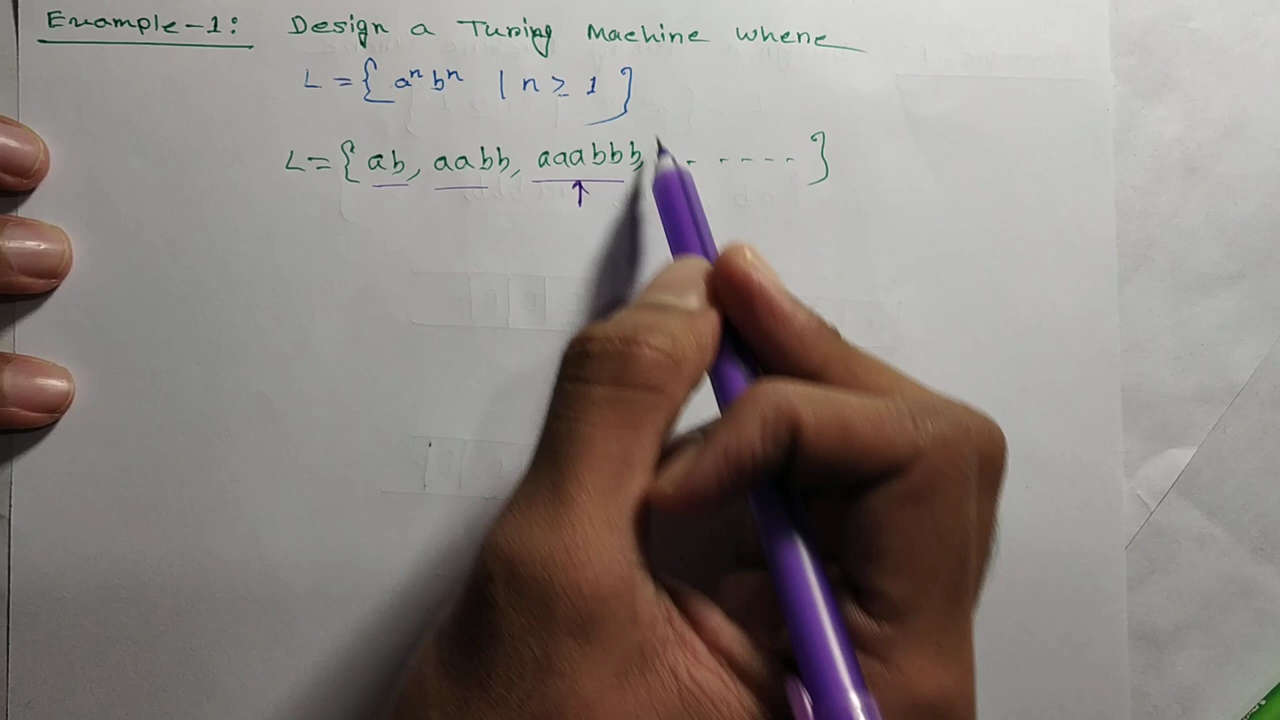 Example-1: Design a Turing Machine where
L = { aⁿ bⁿ | n ≥ 1 }
L = { ab, aabb, aaabbb, - - - - - }